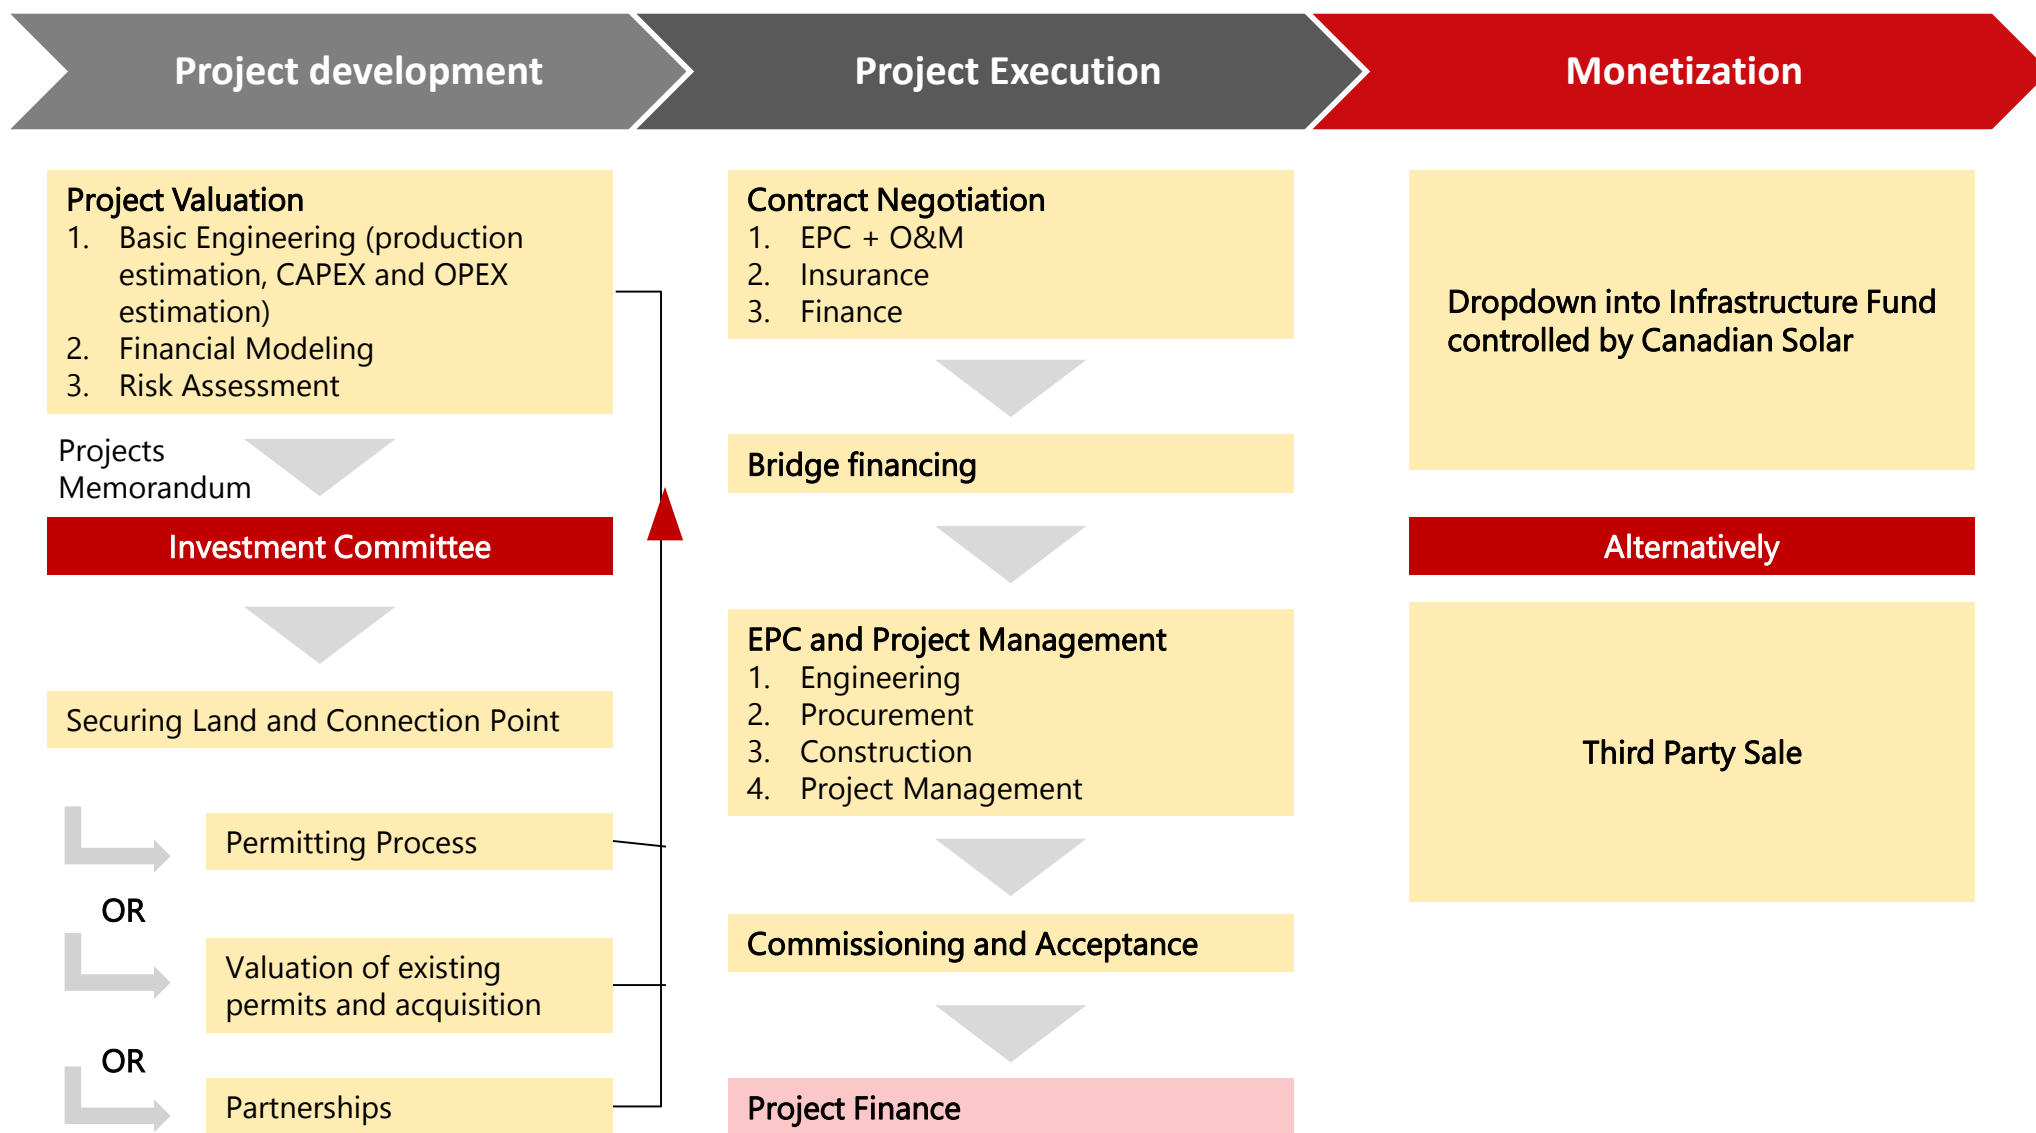 Project development
Project Execution
Monetization
Project Valuation
1. Basic Engineering (production
estimation, CAPEX and OPEX
estimation)
2. Financial Modeling
3. Risk Assessment
Projects
Memorandum
Investment Committee
Securing Land and Connection Point
Permitting Process
OR
Valuation of existing
permits and acquisition
OR
Partnerships
Contract Negotiation
1. EPC + O&M
2. Insurance
3. Finance
Bridge financing
EPC and Project Management
1. Engineering
2. Procurement
3. Construction
4. Project Management
Commissioning and Acceptance
Project Finance
Dropdown into Infrastructure Fund
controlled by Canadian Solar
Alternatively
Third Party Sale